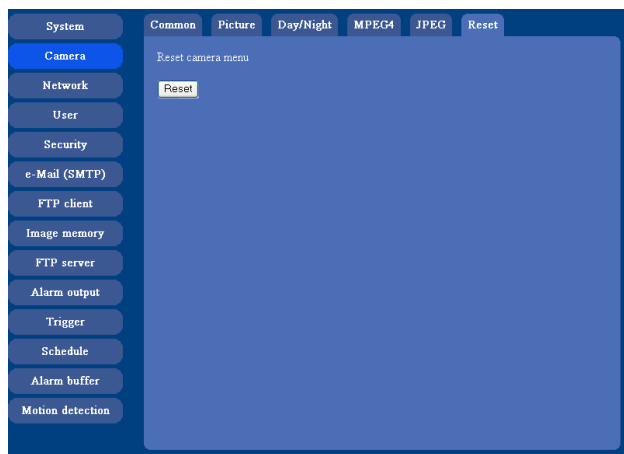 System
Camera
Network
User
Security
e-Mail (SMTP)
FTP client
Image memory
FTP server
Alarm output
Trigger
Schedule
Alarm buffer
Motion detection
Common Picture Day/Night MPEG4 JPEG Reset
Reset camera menu
Reset